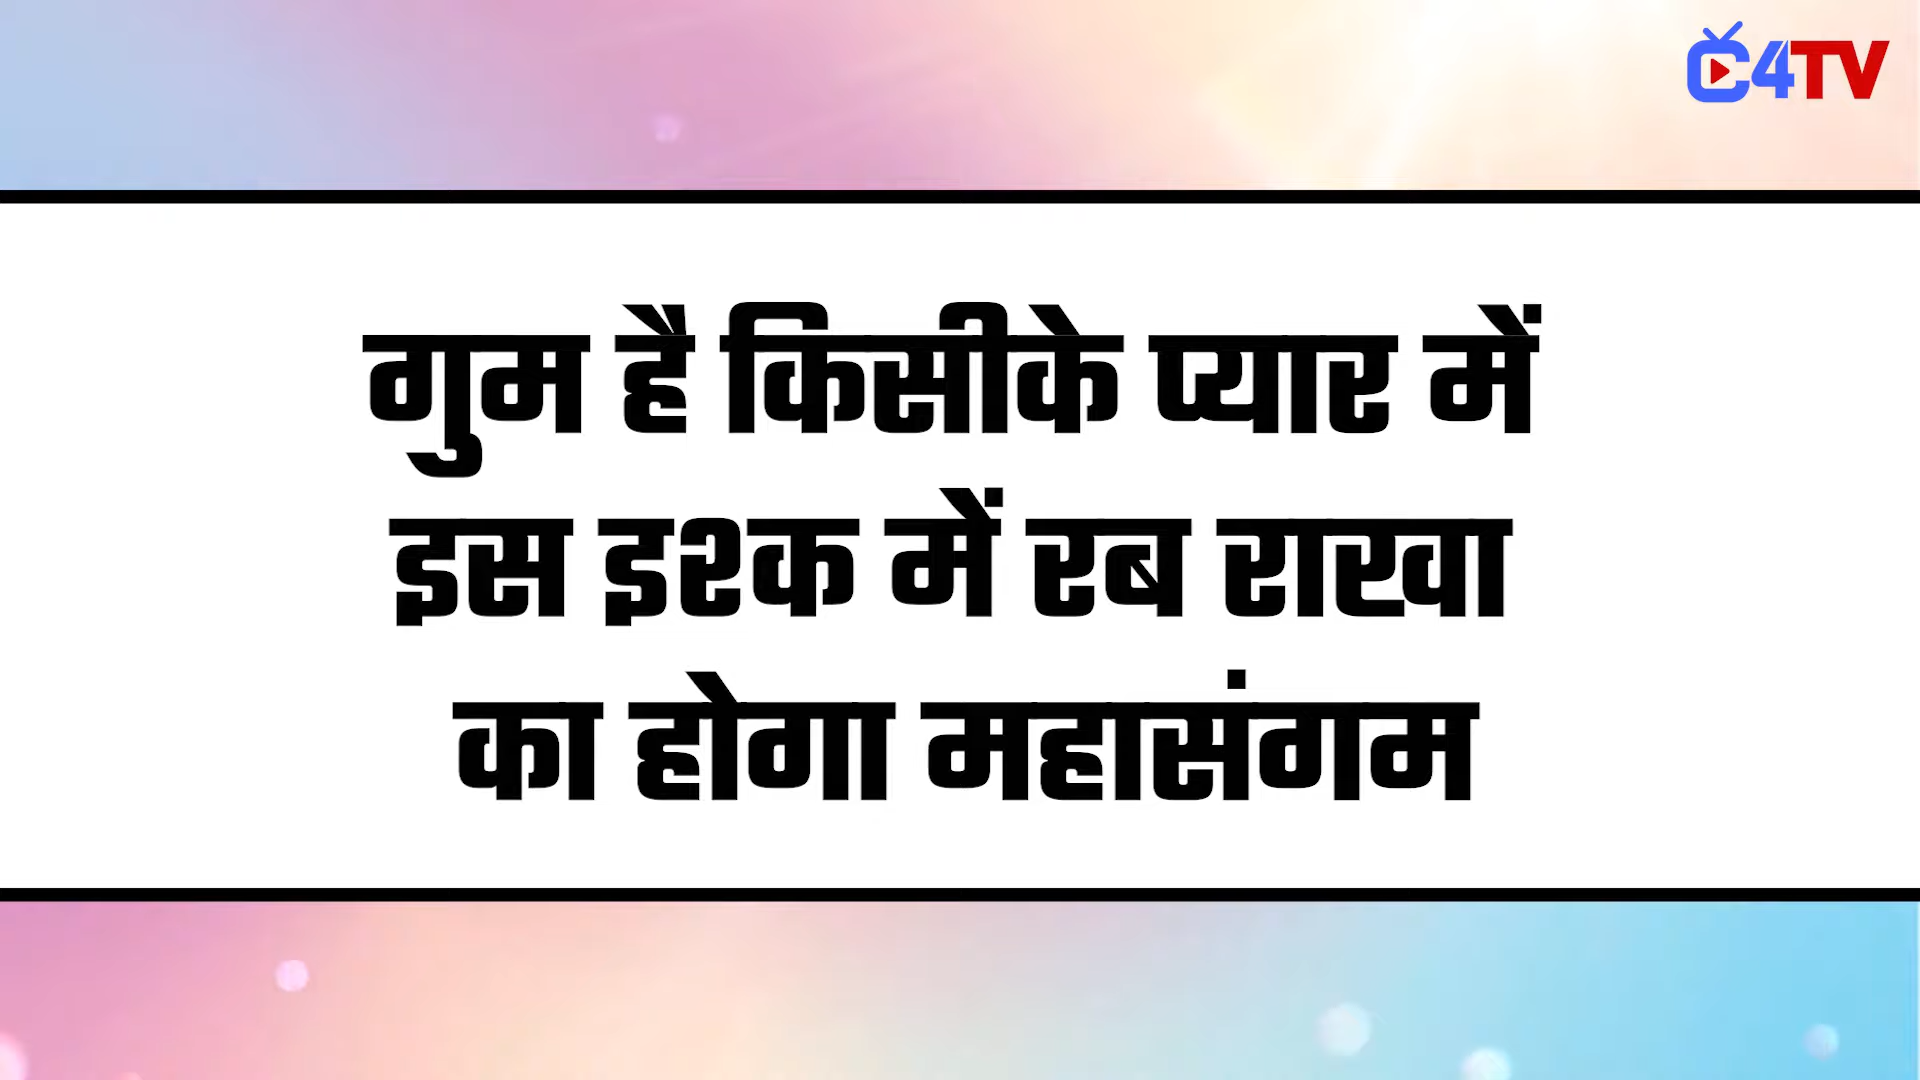 C4TV
गुम है किसीके प्यार में
इस इश्क में रब राखा
का होगा महासंगम